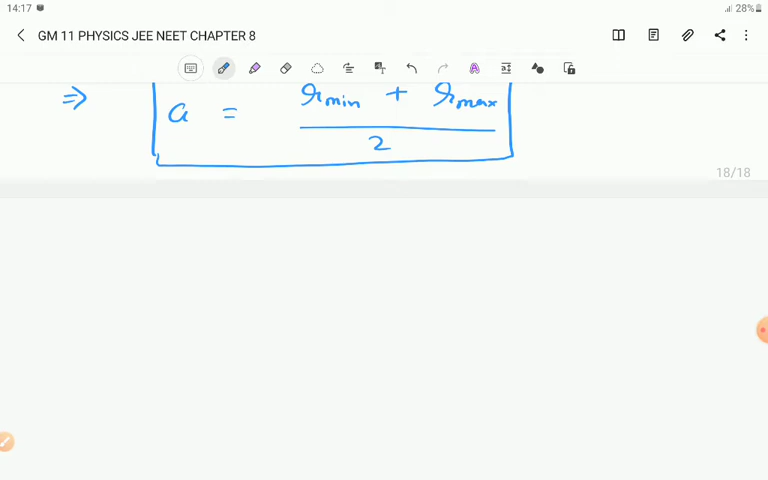 14:17 28%
GM 11 PHYSICS JEE NEET CHAPTER 8
⇒ a = (r_min + r_max) / 2
18/18